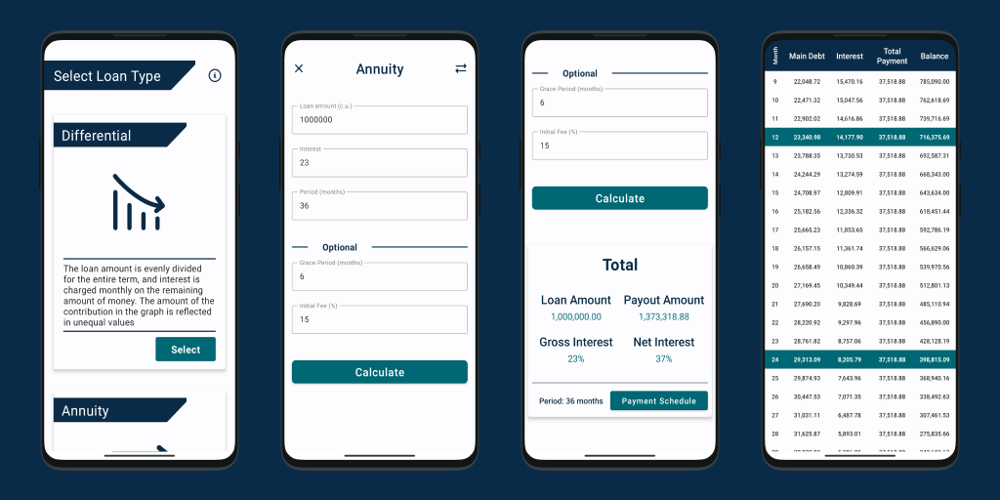 Select Loan Type
Differential
The loan amount is evenly divided
for the entire term, and interest is
charged monthly on the remaining
amount of money. The amount of the
contribution in the graph is reflected
in unequal values
Select
Annuity
Annuity
Loan amount (c.u.)
1000000
Interest
23
Period (months)
36
Optional
Grace Period (months)
6
Initial Fee (%)
15
Calculate
Optional
Grace Period (months)
6
Initial Fee (%)
15
Calculate
Total
Loan Amount Payout Amount
1,000,000.00 1,373,318.88
Gross Interest Net Interest
23% 37%
Period: 36 months Payment Schedule
Month Main Debt Interest Total Payment Balance
9 22,048.72 15,470.16 37,518.88 785,090.00
10 22,471.32 15,047.56 37,518.88 762,618.69
11 22,902.02 14,616.86 37,518.88 739,716.69
12 23,340.98 14,177.90 37,518.88 716,375.69
13 23,788.35 13,730.53 37,518.88 692,587.31
14 24,244.29 13,274.59 37,518.88 668,343.00
15 24,708.97 12,809.91 37,518.88 643,634.00
16 25,182.56 12,336.32 37,518.88 618,451.44
17 25,665.23 11,853.65 37,518.88 592,786.19
18 26,157.15 11,361.74 37,518.88 566,629.06
19 26,658.49 10,860.39 37,518.88 539,970.56
20 27,169.45 10,349.44 37,518.88 512,801.13
21 27,690.20 9,828.69 37,518.88 485,110.94
22 28,220.92 9,297.96 37,518.88 456,890.00
23 28,761.82 8,757.06 37,518.88 428,128.19
24 29,313.09 8,205.79 37,518.88 398,815.09
25 29,874.93 7,643.96 37,518.88 368,940.16
26 30,447.53 7,071.35 37,518.88 338,492.63
27 31,031.11 6,487.78 37,518.88 307,461.53
28 31,625.87 5,893.01 37,518.88 275,835.66